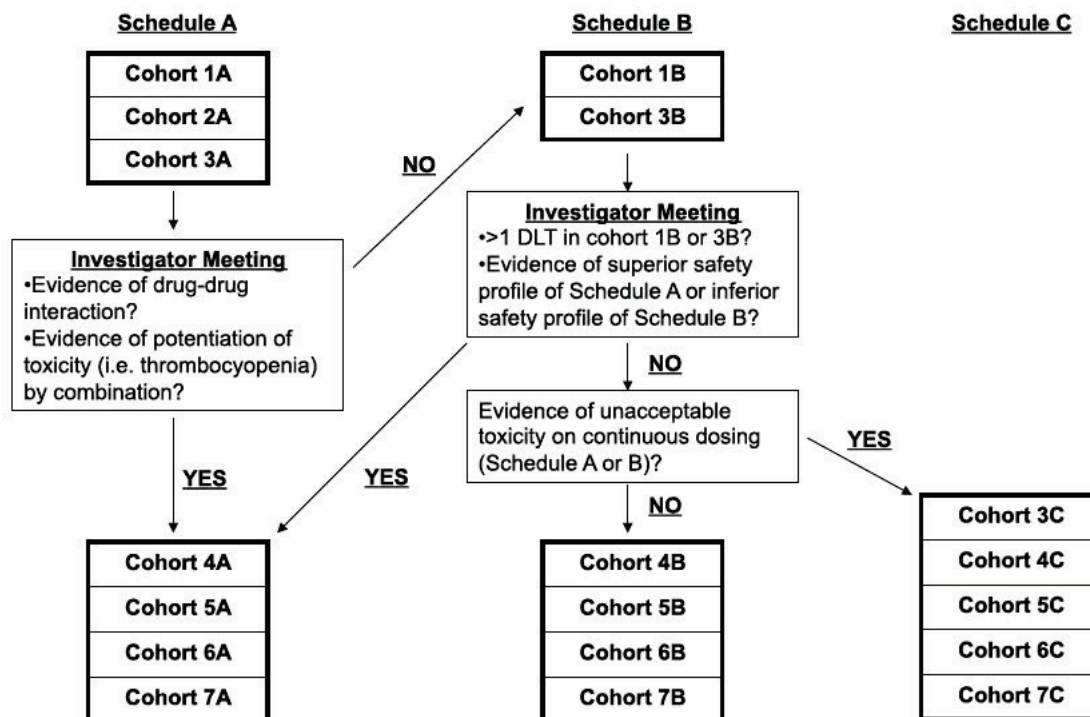 Schedule A
Schedule B
Schedule C
Cohort 1A
Cohort 2A
Cohort 3A
Cohort 1B
Cohort 3B
NO
Investigator Meeting
•Evidence of drug-drug
interaction?
•Evidence of potentiation of
toxicity (i.e. thrombocyopenia)
by combination?
Investigator Meeting
•>1 DLT in cohort 1B or 3B?
•Evidence of superior safety
profile of Schedule A or inferior
safety profile of Schedule B?
NO
Evidence of unacceptable
toxicity on continuous dosing
(Schedule A or B)?
YES
YES
YES
NO
Cohort 4A
Cohort 5A
Cohort 6A
Cohort 7A
Cohort 4B
Cohort 5B
Cohort 6B
Cohort 7B
Cohort 3C
Cohort 4C
Cohort 5C
Cohort 6C
Cohort 7C